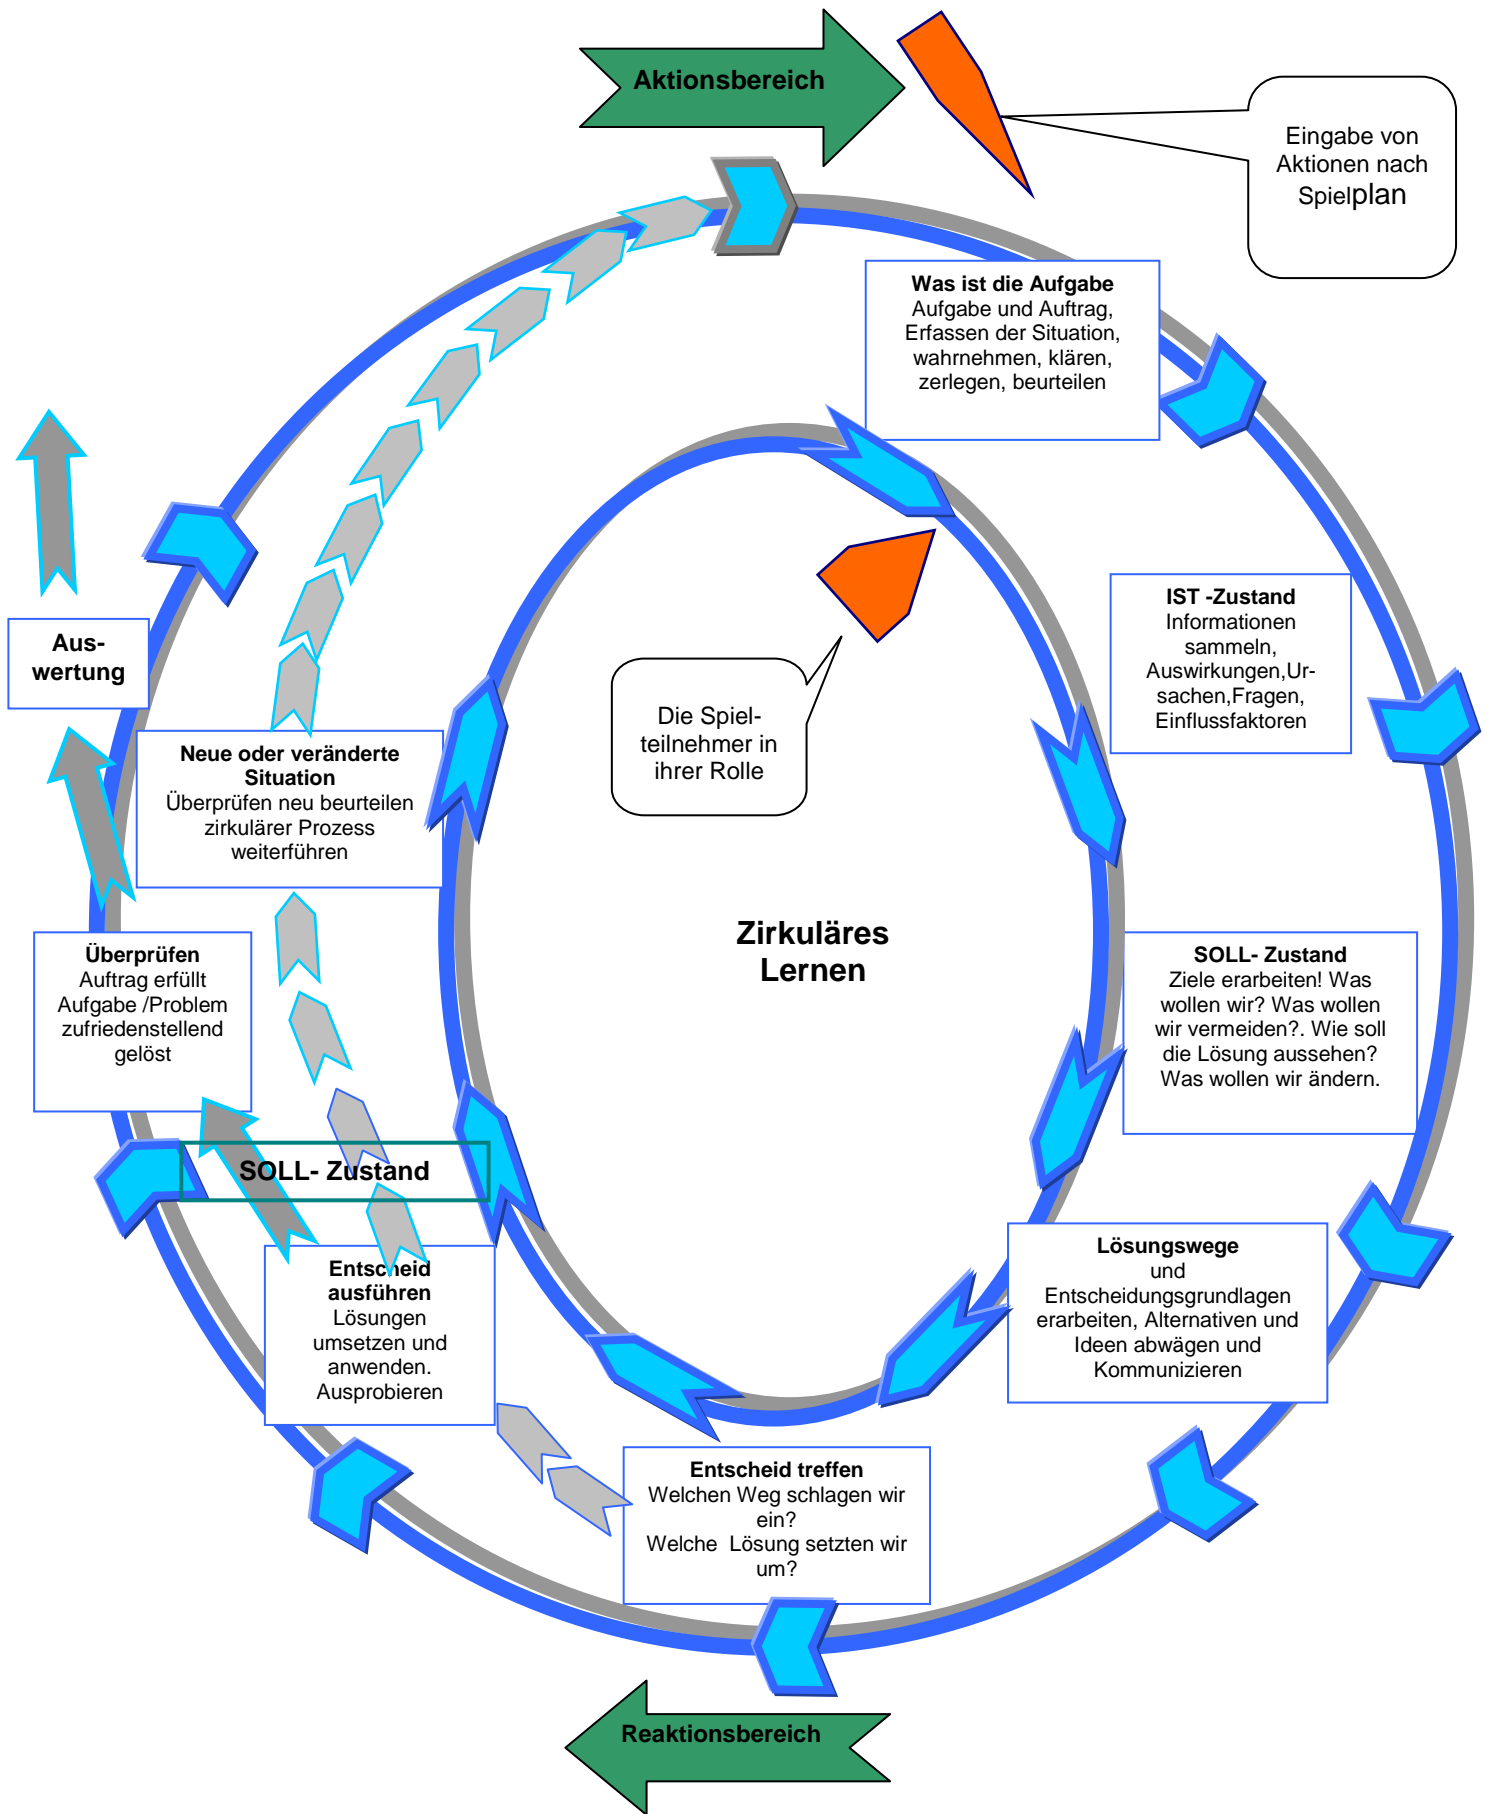 Aktionsbereich
Eingabe von
Aktionen nach
Spielplan
Was ist die Aufgabe
Aufgabe und Auftrag,
Erfassen der Situation,
wahrnehmen, klären,
zerlegen, beurteilen
IST -Zustand
Informationen
sammeln,
Auswirkungen,Ur-
sachen,Fragen,
Einflussfaktoren
Aus-
wertung
Die Spiel-
teilnehmer in
ihrer Rolle
Neue oder veränderte
Situation
Überprüfen neu beurteilen
zirkulärer Prozess
weiterführen
Zirkuläres
Lernen
SOLL- Zustand
Ziele erarbeiten! Was
wollen wir? Was wollen
wir vermeiden?. Wie soll
die Lösung aussehen?
Was wollen wir ändern.
Überprüfen
Auftrag erfüllt
Aufgabe /Problem
zufriedenstellend
gelöst
SOLL- Zustand
Lösungswege
und
Entscheidungsgrundlagen
erarbeiten, Alternativen und
Ideen abwägen und
Kommunizieren
Entscheid
ausführen
Lösungen
umsetzen und
anwenden.
Ausprobieren
Entscheid treffen
Welchen Weg schlagen wir
ein?
Welche  Lösung setzten wir
um?
Reaktionsbereich